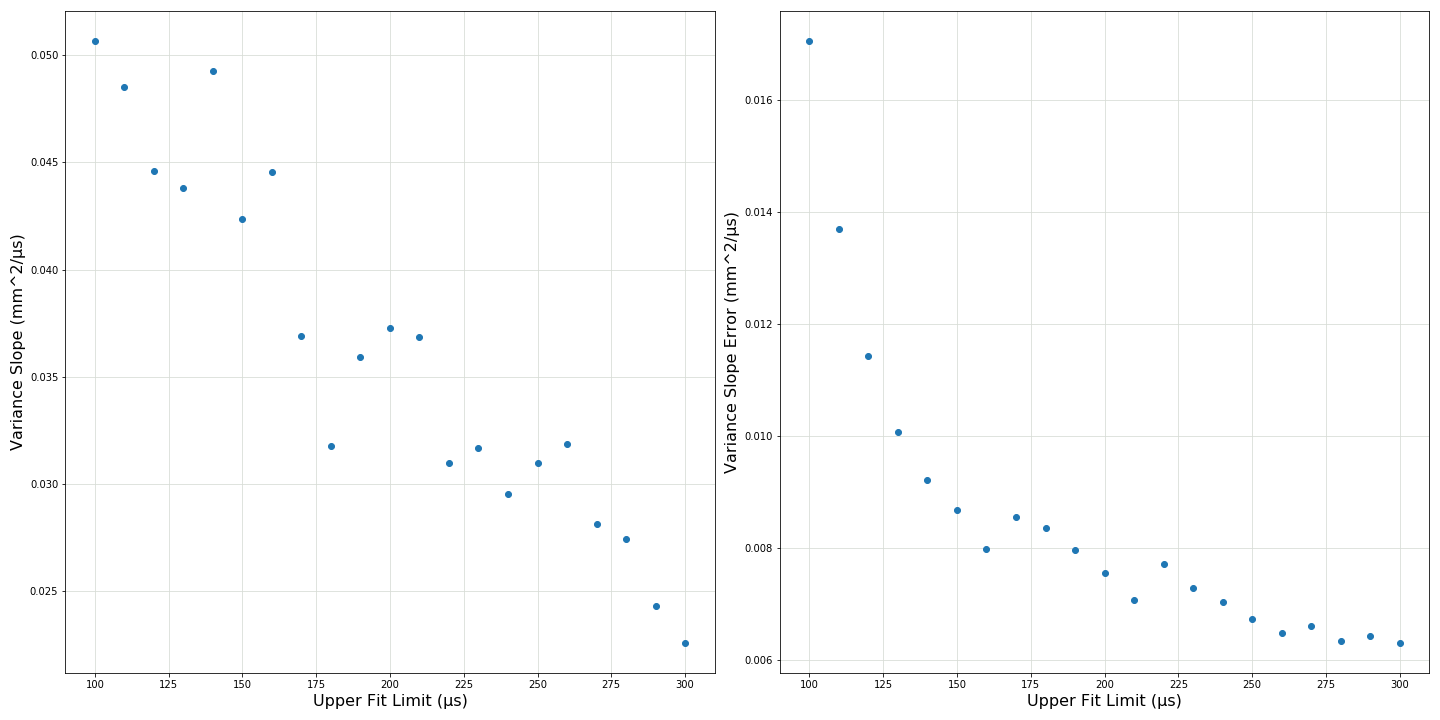 Variance Slope (mm^2/µs)
0.050
0.045
0.040
0.035
0.030
0.025
100 125 150 175 200 225 250 275 300
Upper Fit Limit (µs)
Variance Slope Error (mm^2/µs)
0.016
0.014
0.012
0.010
0.008
0.006
100 125 150 175 200 225 250 275 300
Upper Fit Limit (µs)